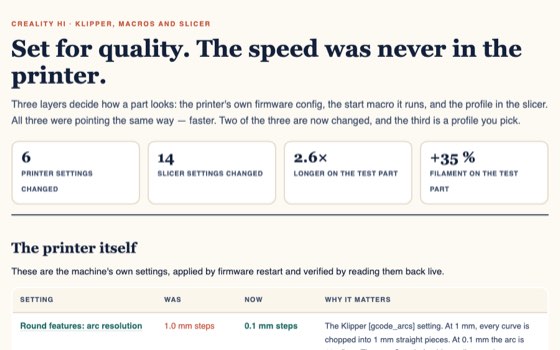 CREALITY HI · KLIPPER, MACROS AND SLICER
Set for quality. The speed was never in the
printer.
Three layers decide how a part looks: the printer's own firmware config, the start macro it runs, and the profile in the slicer.
All three were pointing the same way — faster. Two of the three are now changed, and the third is a profile you pick.
6
PRINTER SETTINGS
CHANGED
14
SLICER SETTINGS CHANGED
2.6×
LONGER ON THE TEST PART
+35 %
FILAMENT ON THE TEST
PART
The printer itself
These are the machine's own settings, applied by firmware restart and verified by reading them back live.
SETTING WAS NOW WHY IT MATTERS
Round features: arc resolution 1.0 mm steps 0.1 mm steps The Klipper [gcode_arcs] setting. At 1 mm, every curve is
chopped into 1 mm straight pieces. At 0.1 mm the arc is